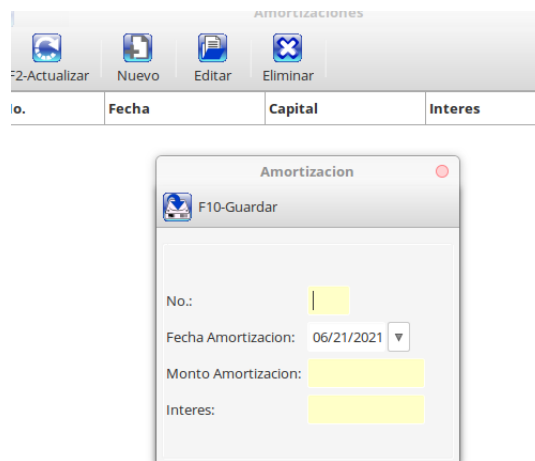 Amortizaciones
F2-Actualizar Nuevo Editar Eliminar
No. Fecha Capital Interes
Amortizacion
F10-Guardar
No.:
Fecha Amortizacion: 06/21/2021
Monto Amortizacion:
Interes: